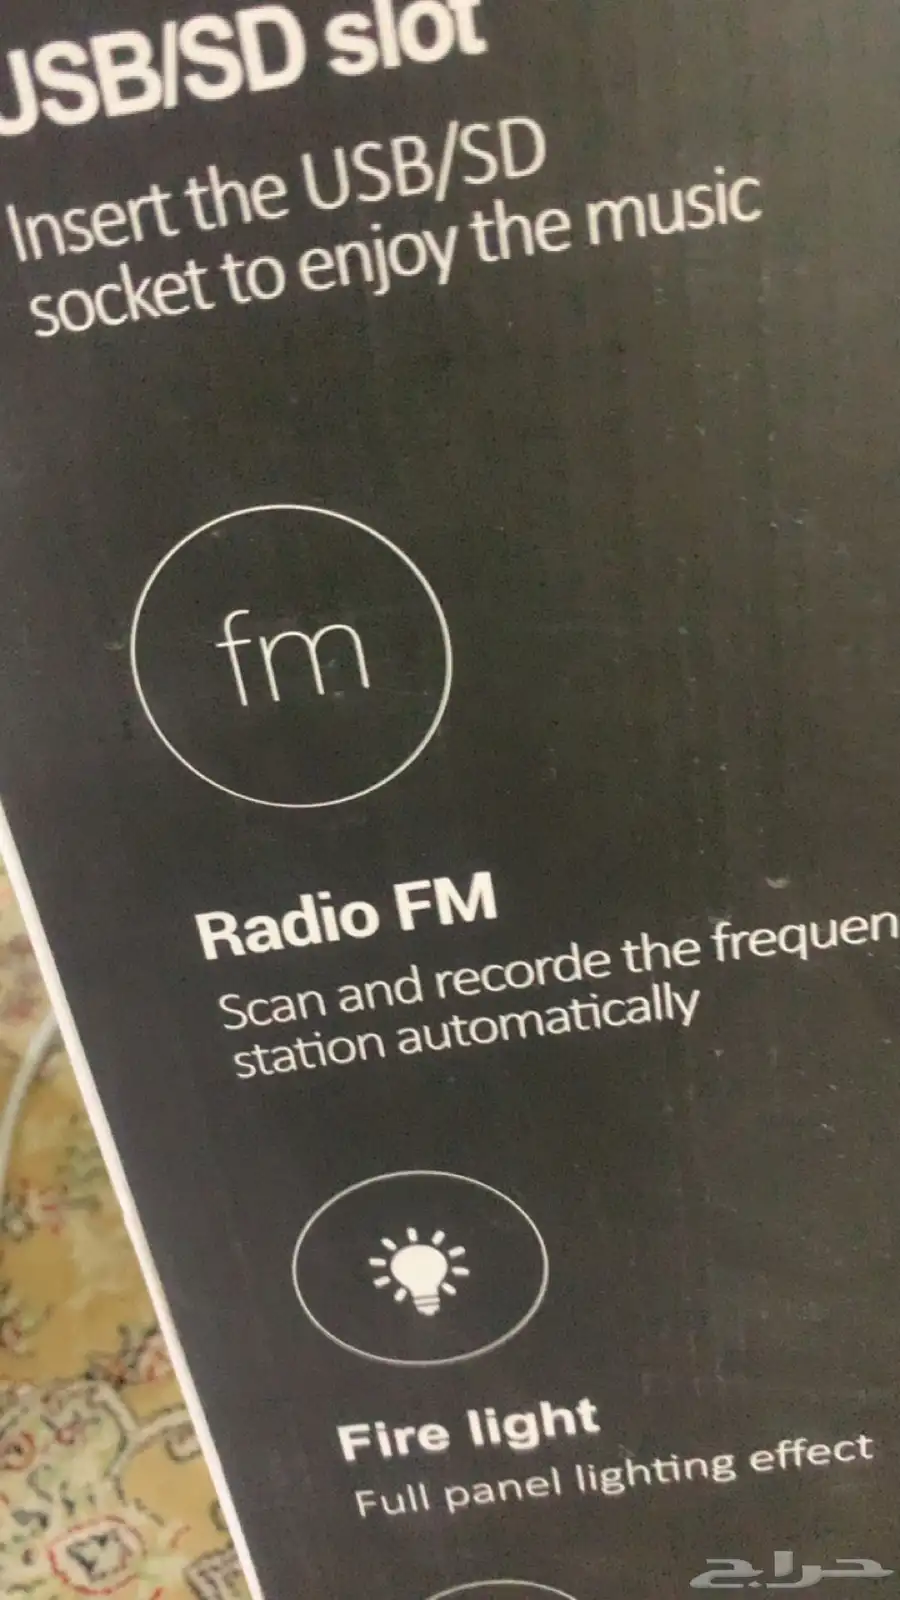 USB/SD slot
Insert the USB/SD
socket to enjoy the music
fm
Radio FM
Scan and recorde the frequen
station automatically
Fire light
Full panel lighting effect
حراج